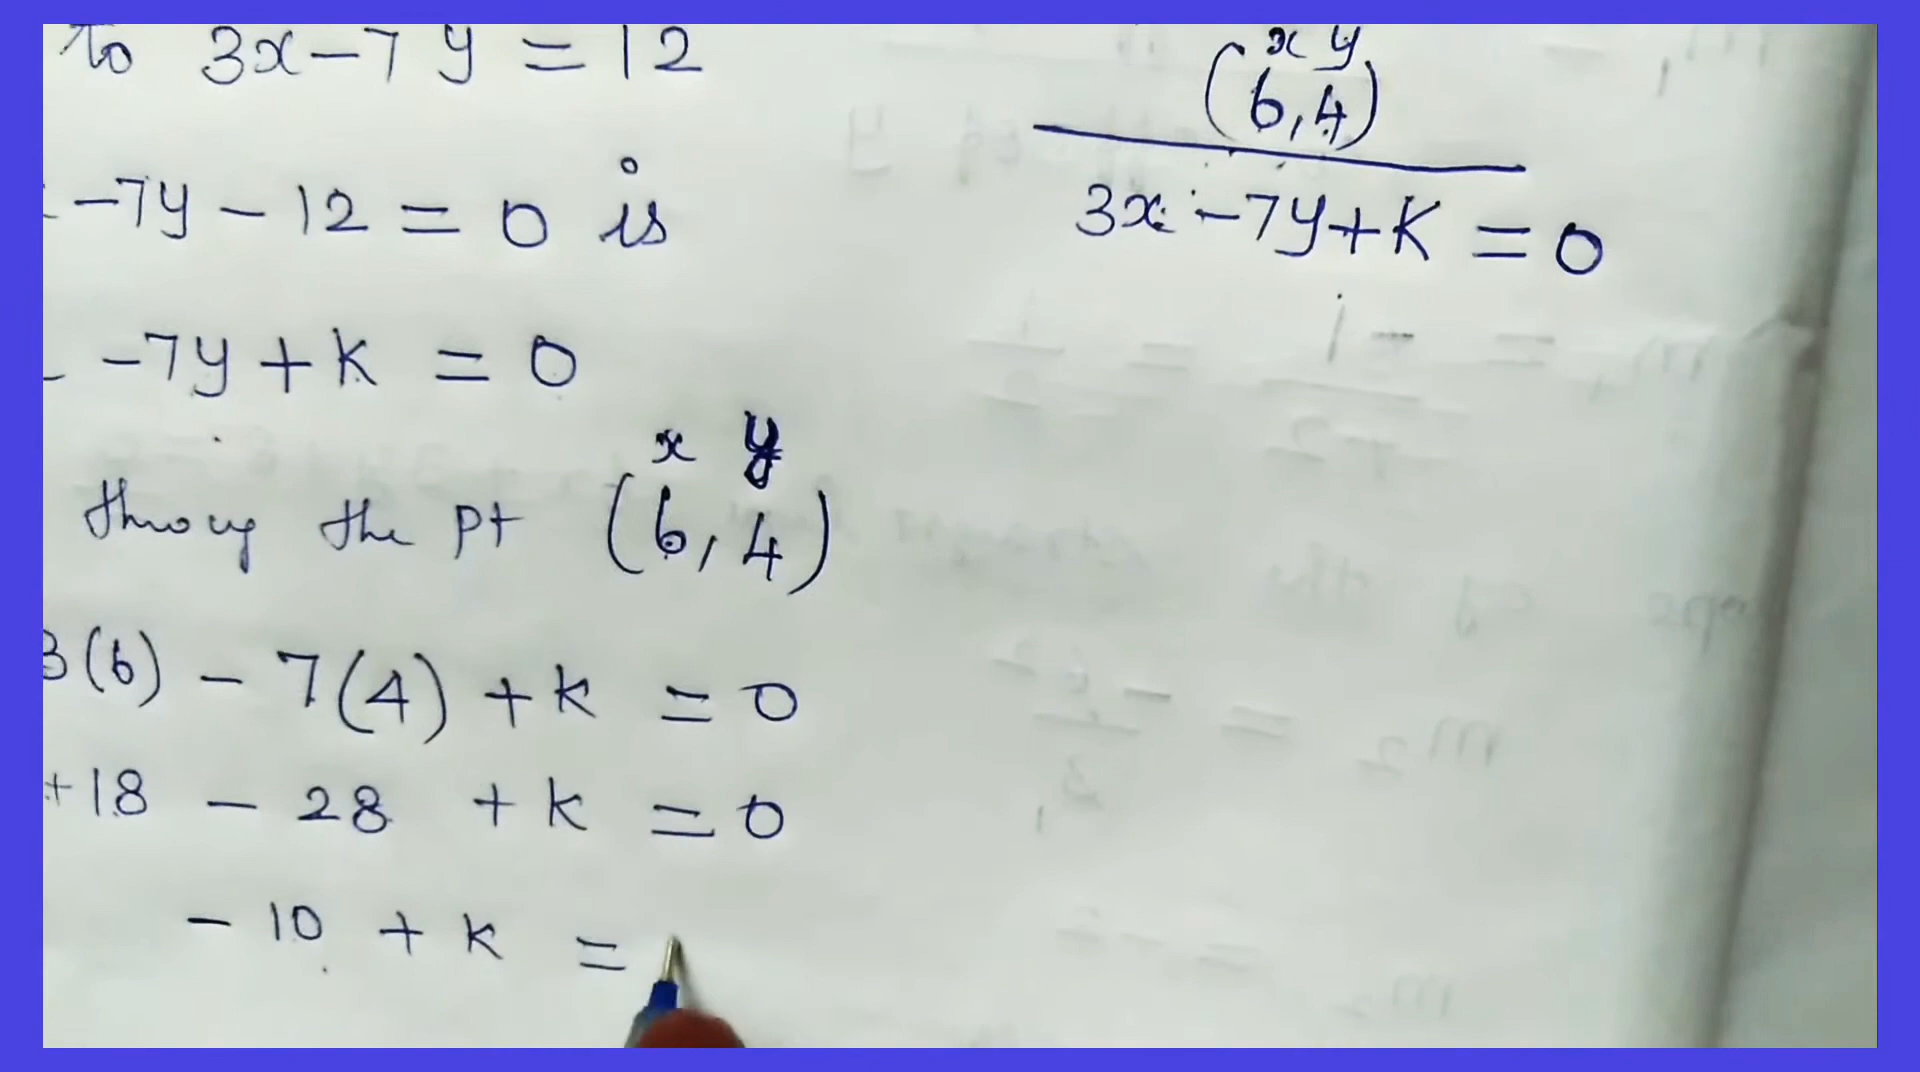 to 3x-7y = 12
-7y - 12 = 0 is
-7y + k = 0
x y
throug the pt (6, 4)
3(6) - 7(4) + k = 0
+18 - 28 + k = 0
- 10 + k =
x y
(6,4)
3x -7y+k = 0